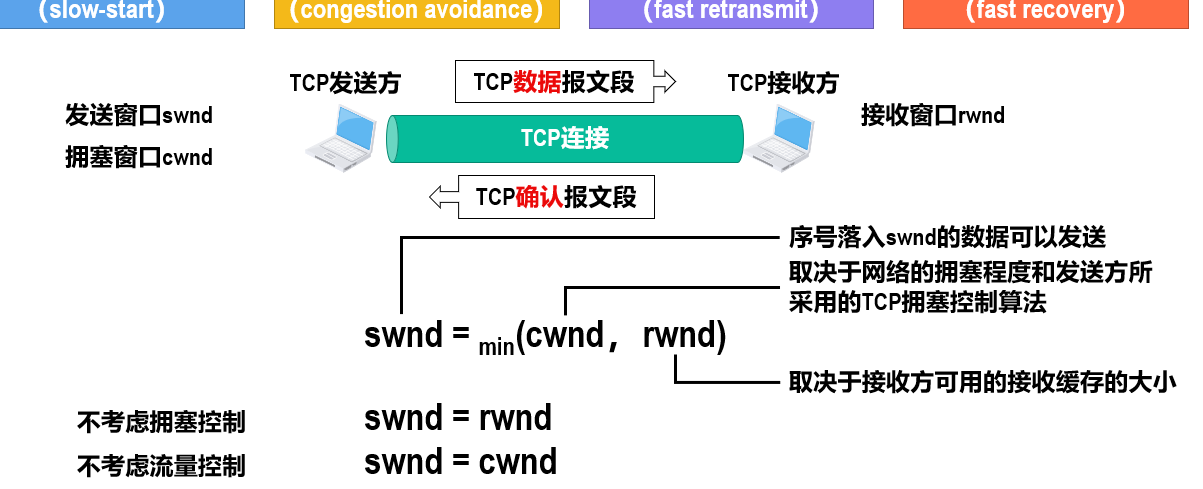 (slow-start)
(congestion avoidance)
(fast retransmit)
(fast recovery)
TCP发送方
TCP数据报文段
TCP接收方
发送窗口swnd
接收窗口rwnd
TCP连接
拥塞窗口cwnd
TCP确认报文段
序号落入swnd的数据可以发送
取决于网络的拥塞程度和发送方所
采用的TCP拥塞控制算法
swnd = min(cwnd，rwnd)
取决于接收方可用的接收缓存的大小
不考虑拥塞控制 swnd = rwnd
不考虑流量控制 swnd = cwnd